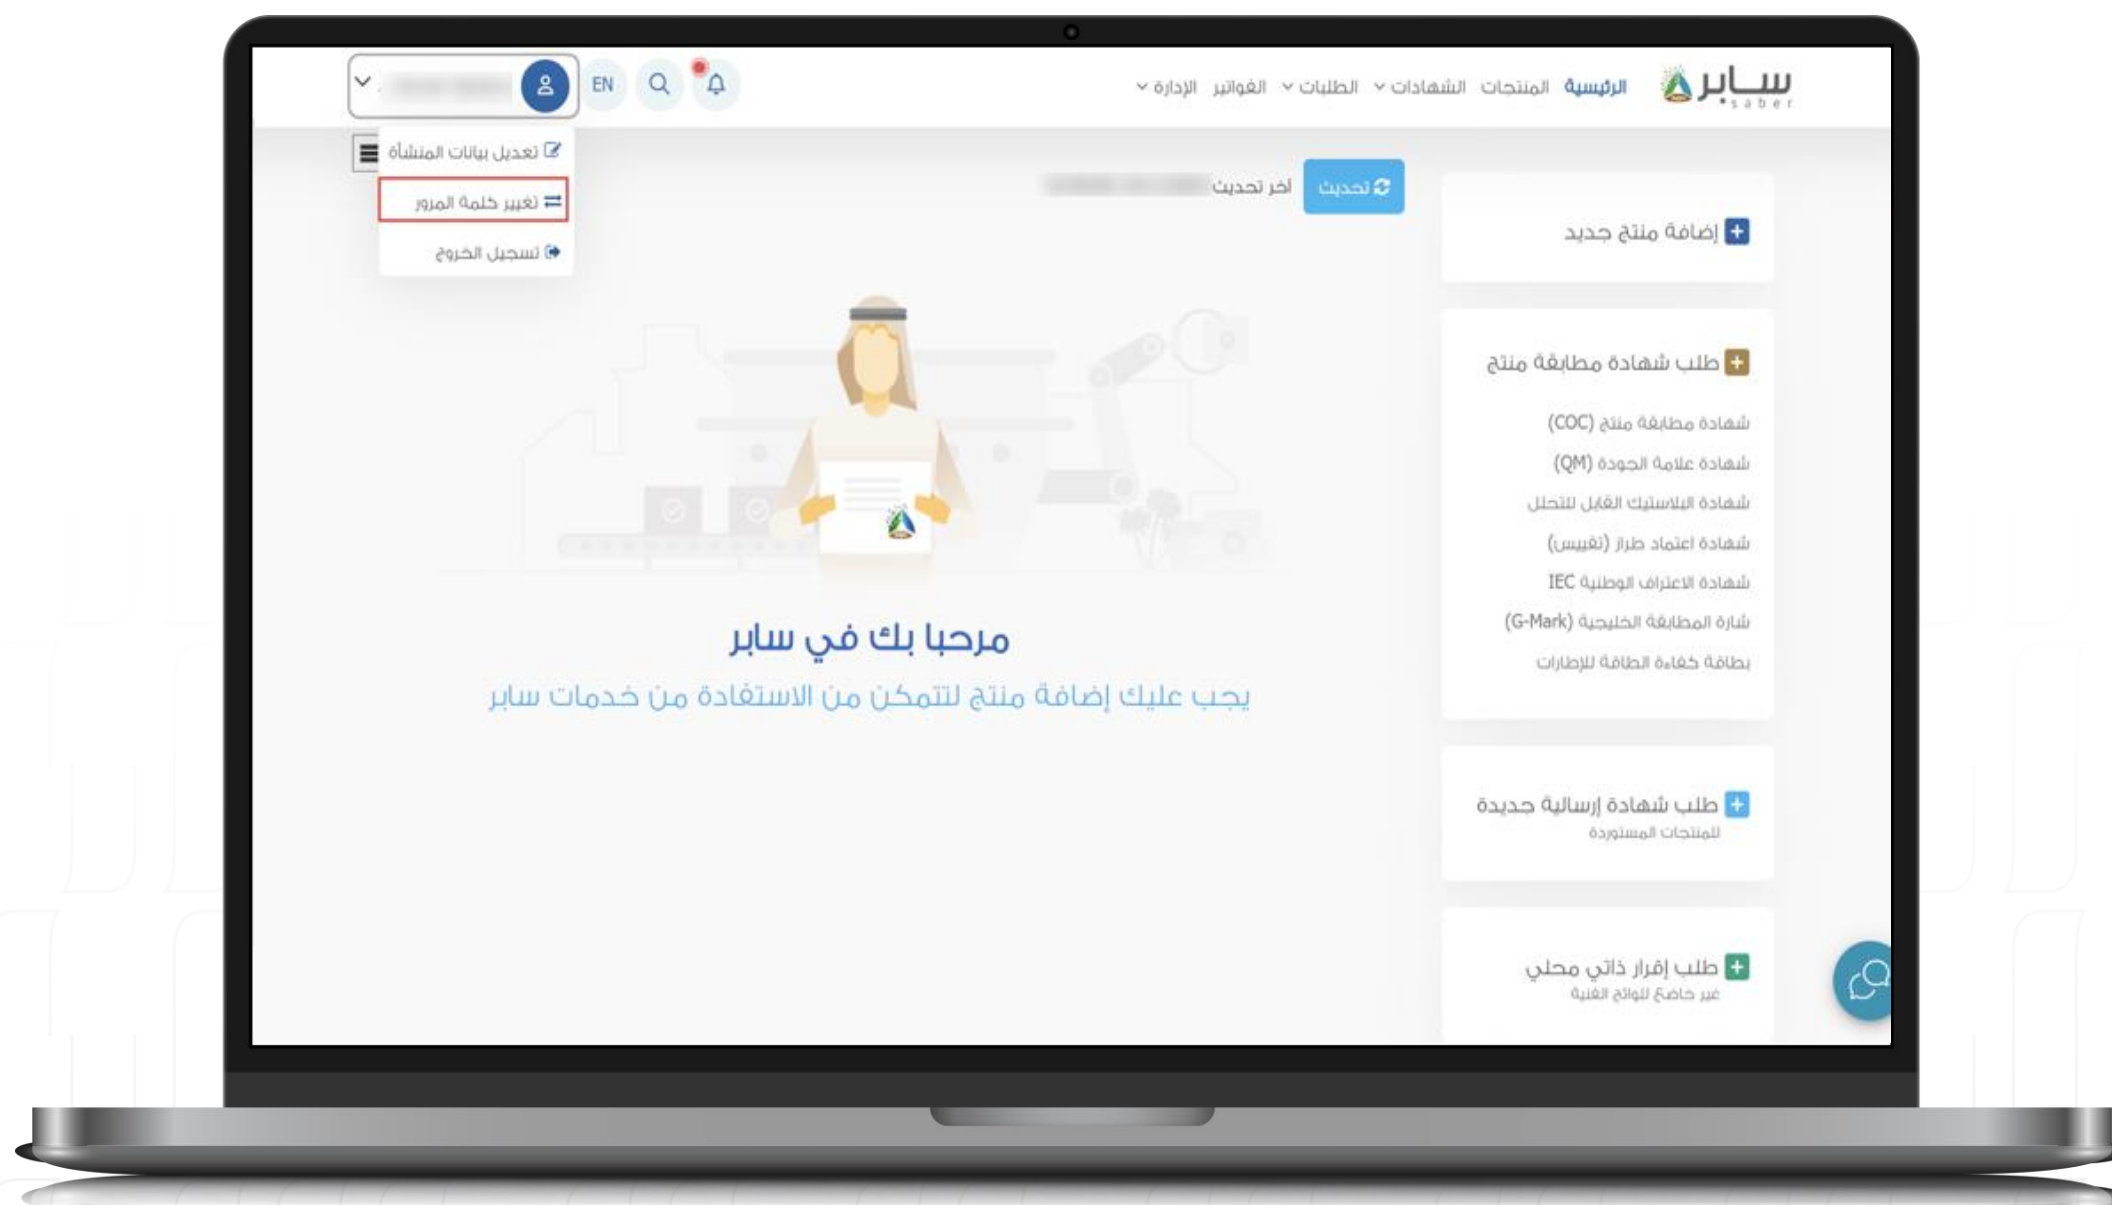 سابر
saber
الرئيسية المنتجات الشهادات الطلبات الفواتير الإدارة
EN
تعديل بيانات المنشأة
تغيير كلمة المرور
تسجيل الخروج
تحديث
آخر تحديث
إضافة منتج جديد
طلب شهادة مطابقة منتج
شهادة مطابقة منتج (COC)
شهادة علامة الجودة (QM)
شهادة البلاستيك القابل للتحلل
شهادة اعتماد طراز (تقييس)
شهادة الاعتراف الوطنية IEC
شارة المطابقة الخليجية (G-Mark)
بطاقة كفاءة الطاقة للإطارات
مرحبا بك في سابر
يجب عليك إضافة منتج لتتمكن من الاستفادة من خدمات سابر
طلب شهادة إرسالية جديدة
للمنتجات المستوردة
طلب إقرار ذاتي محلي
غير خاضع للوائح الفنية